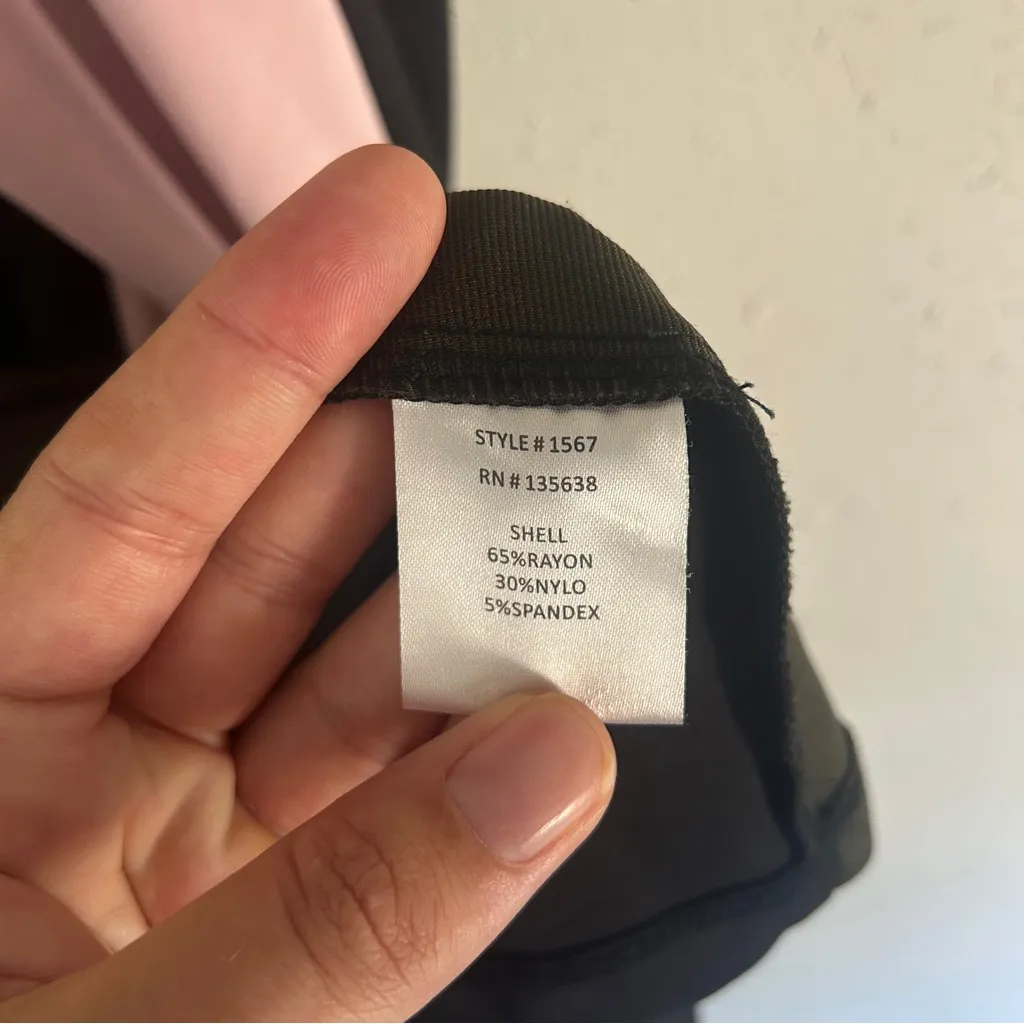 STYLE # 1567
RN # 135638
SHELL
65%RAYON
30%NYLO
5%SPANDEX